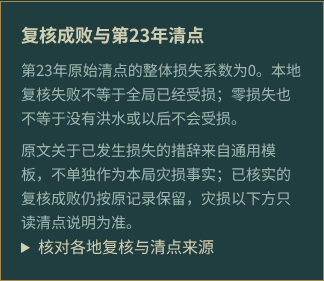 复核成败与第23年清点
第23年原始清点的整体损失系数为0。本地
复核失败不等于全局已经受损；零损失也
不等于没有洪水或以后不会受损。
原文关于已发生损失的措辞来自通用模
板，不单独作为本局灾损事实；已核实的
复核成败仍按原记录保留，灾损以下方只
读清点说明为准。
▶ 核对各地复核与清点来源